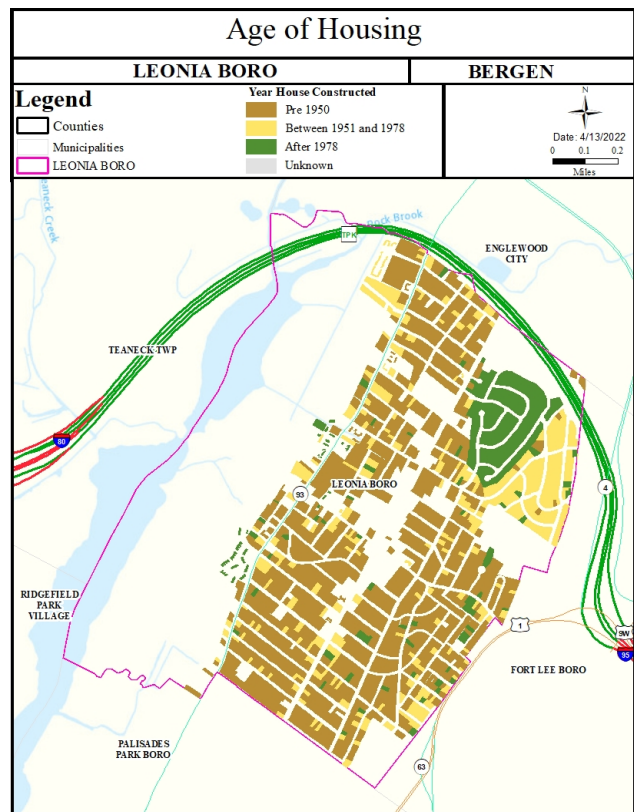 Age of Housing
LEONIA BORO
BERGEN
Legend
Counties
Municipalities
LEONIA BORO
Year House Constructed
Pre 1950
Between 1951 and 1978
After 1978
Unknown
N
Date: 4/13/2022
0 0.1 0.2
Miles
eaneck Creek
Rock Brook
TPK
ENGLEWOOD
CITY
TEANECK TWP
80
LEONIA BORO
93
4
RIDGEFIELD
PARK
VILLAGE
1
9W
95
FORT LEE BORO
PALISADES
PARK BORO
63